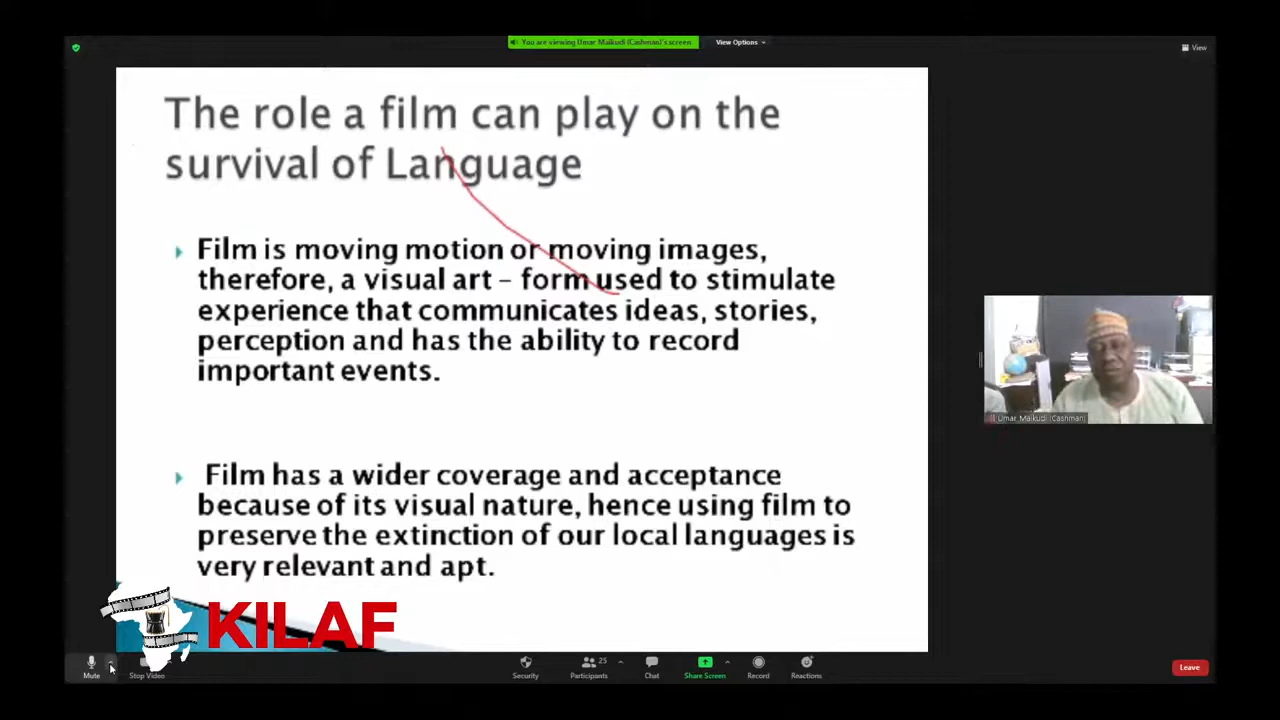 You are viewing Umar Maikudi (Cashman)'s screen
View Options
View
The role a film can play on the
survival of Language
Film is moving motion or moving images,
therefore, a visual art – form used to stimulate
experience that communicates ideas, stories,
perception and has the ability to record
important events.
Film has a wider coverage and acceptance
because of its visual nature, hence using film to
preserve the extinction of our local languages is
very relevant and apt.
Umar Maikudi (Cashman)
KILAF
Mute
Stop Video
Security
Participants
25
Chat
Share Screen
Record
Reactions
Leave